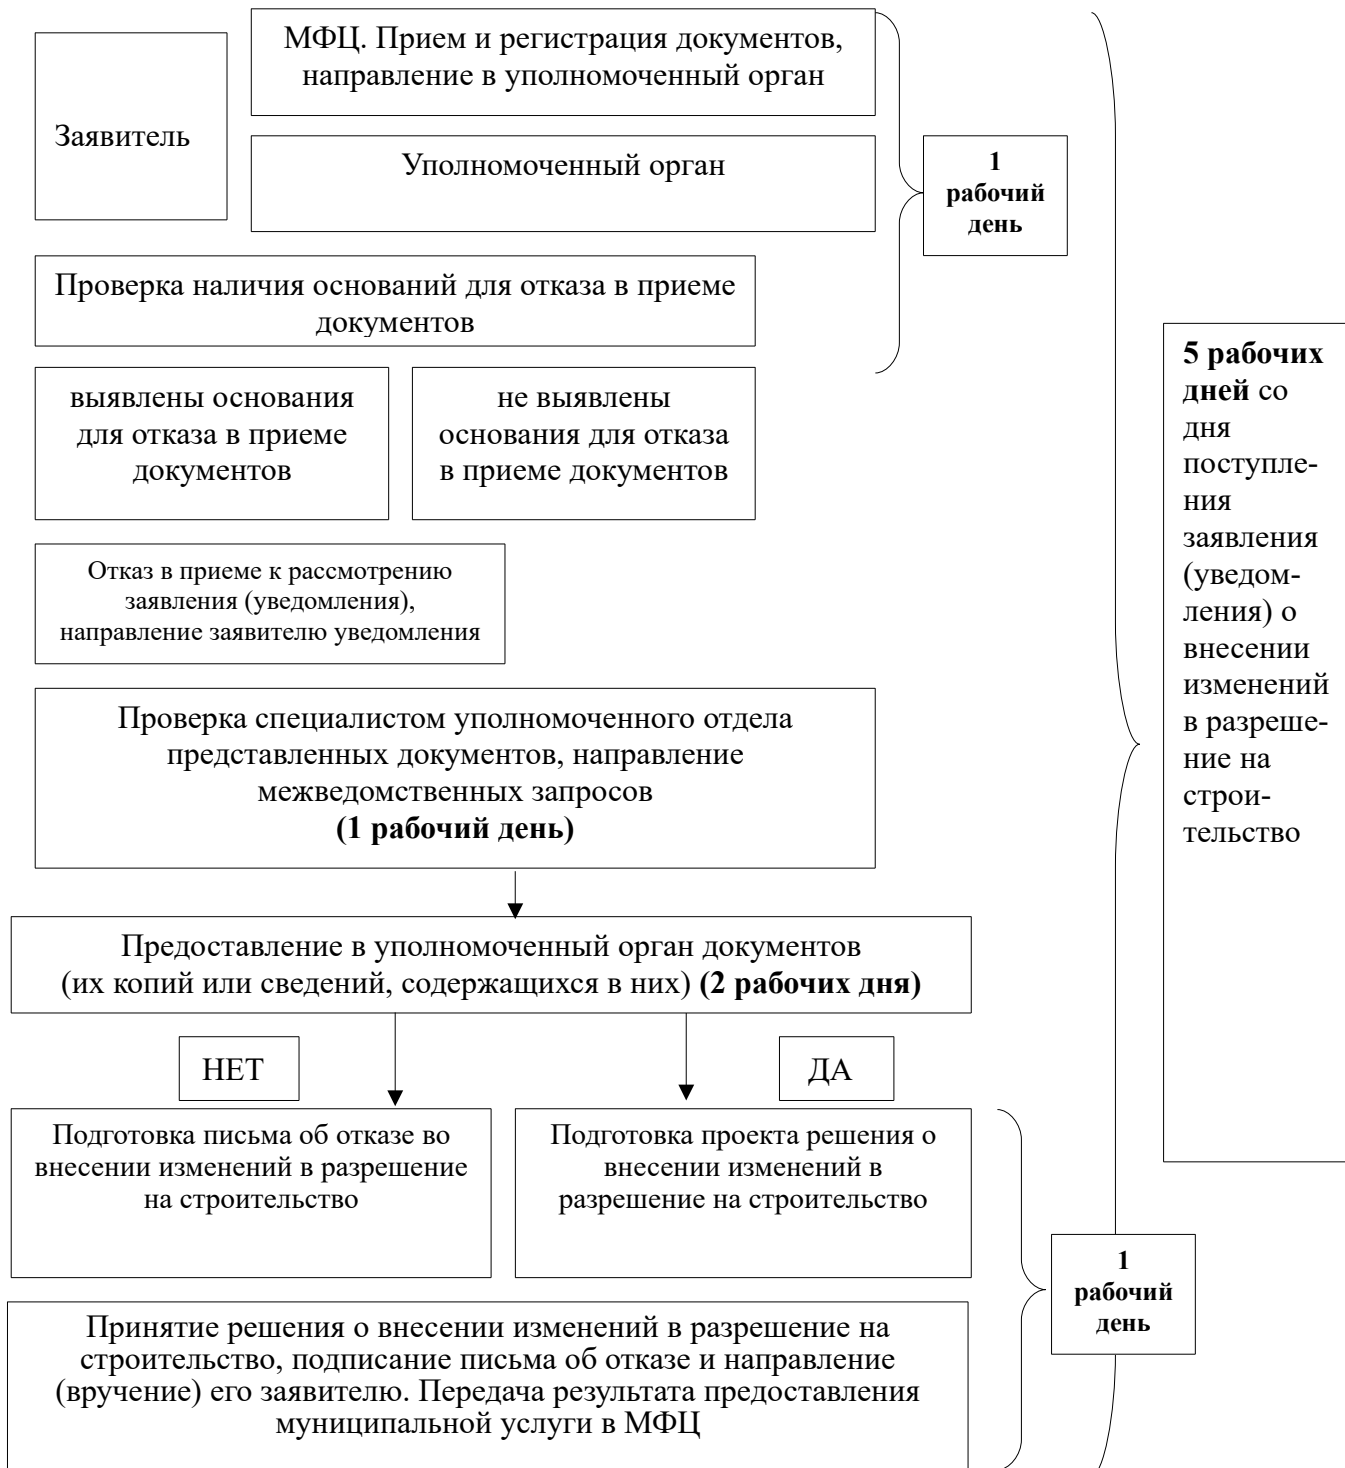 МФЦ. Прием и регистрация документов,
направление в уполномоченный орган
Заявитель
Уполномоченный орган
1
рабочий
день
Проверка наличия оснований для отказа в приеме
документов
выявлены основания
для отказа в приеме
документов
не выявлены
основания для отказа
в приеме документов
Отказ в приеме к рассмотрению
заявления (уведомления),
направление заявителю уведомления
Проверка специалистом уполномоченного отдела
представленных документов, направление
межведомственных запросов
(1 рабочий день)
Предоставление в уполномоченный орган документов
(их копий или сведений, содержащихся в них) (2 рабочих дня)
НЕТ
ДА
Подготовка письма об отказе во
внесении изменений в разрешение
на строительство
Подготовка проекта решения о
внесении изменений в
разрешение на строительство
1
рабочий
день
Принятие решения о внесении изменений в разрешение на
строительство, подписание письма об отказе и направление
(вручение) его заявителю. Передача результата предоставления
муниципальной услуги в МФЦ
5 рабочих
дней со
дня
поступле-
ния
заявления
(уведом-
ления) о
внесении
изменений
в разреше-
ние на
строи-
тельство